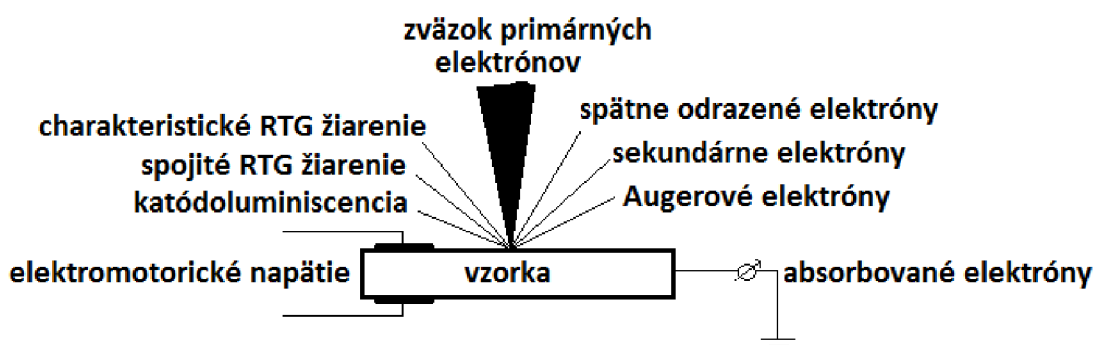 zväzok primárných
elektrónov
charakteristické RTG žiarenie
spojité RTG žiarenie
katódoluminiscencia
spätne odrazené elektróny
sekundárne elektróny
Augerové elektróny
elektromotorické napätie
vzorka
absorbované elektróny